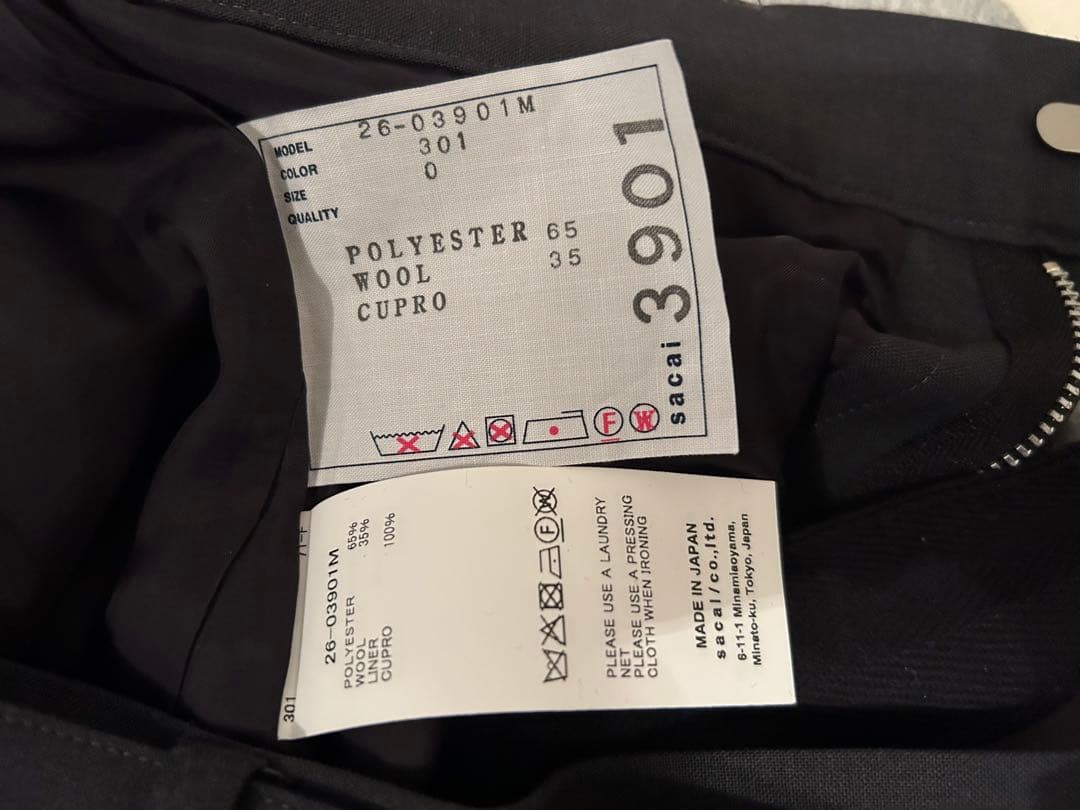 MODEL 26-03901M
COLOR 301
SIZE 0
QUALITY
POLYESTER 65
WOOL 35
CUPRO
sacai 3901
F W
301
26-03901M
POLYESTER 65%
WOOL 35%
LINER
CUPRO 100%
F W
PLEASE USE A LAUNDRY
NET
PLEASE USE A PRESSING
CLOTH WHEN IRONING
MADE IN JAPAN
sacai/co.,ltd.
6-11-1 Minamiaoyama,
Minato-ku, Tokyo, Japan